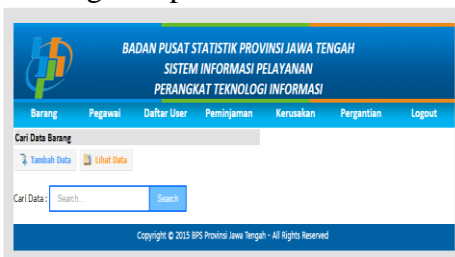 BADAN PUSAT STATISTIK PROVINSI JAWA TENGAH
SISTEM INFORMASI PELAYANAN
PERANGKAT TEKNOLOGI INFORMASI
Barang Pegawai Daftar User Peminjaman Kerusakan Pergantian Logout
Cari Data Barang
Tambah Data Lihat Data
Cari Data : Search... Search
Copyright © 2015 BPS Provinsi Jawa Tengah - All Rights Reserved